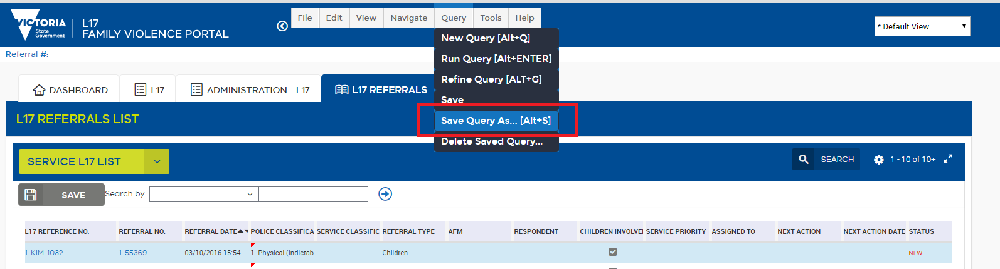 VICTORIA
State
Government
L17
FAMILY VIOLENCE PORTAL
File Edit View Navigate Query Tools Help
* Default View
New Query [Alt+Q]
Run Query [Alt+ENTER]
Refine Query [ALT+G]
Save
Save Query As... [Alt+S]
Delete Saved Query...
Referral #:
DASHBOARD L17 ADMINISTRATION - L17 L17 REFERRALS
L17 REFERRALS LIST
SERVICE L17 LIST SEARCH 1 - 10 of 10+
SAVE Search by:
L17 REFERENCE NO. REFERRAL NO. REFERRAL DATE POLICE CLASSIFICA SERVICE CLASSIFIC REFERRAL TYPE AFM RESPONDENT CHILDREN INVOLVE SERVICE PRIORITY ASSIGNED TO NEXT ACTION NEXT ACTION DATE STATUS
1-KIM-1032 1-55369 03/10/2016 15:54 1. Physical (Indictab.. Children NEW